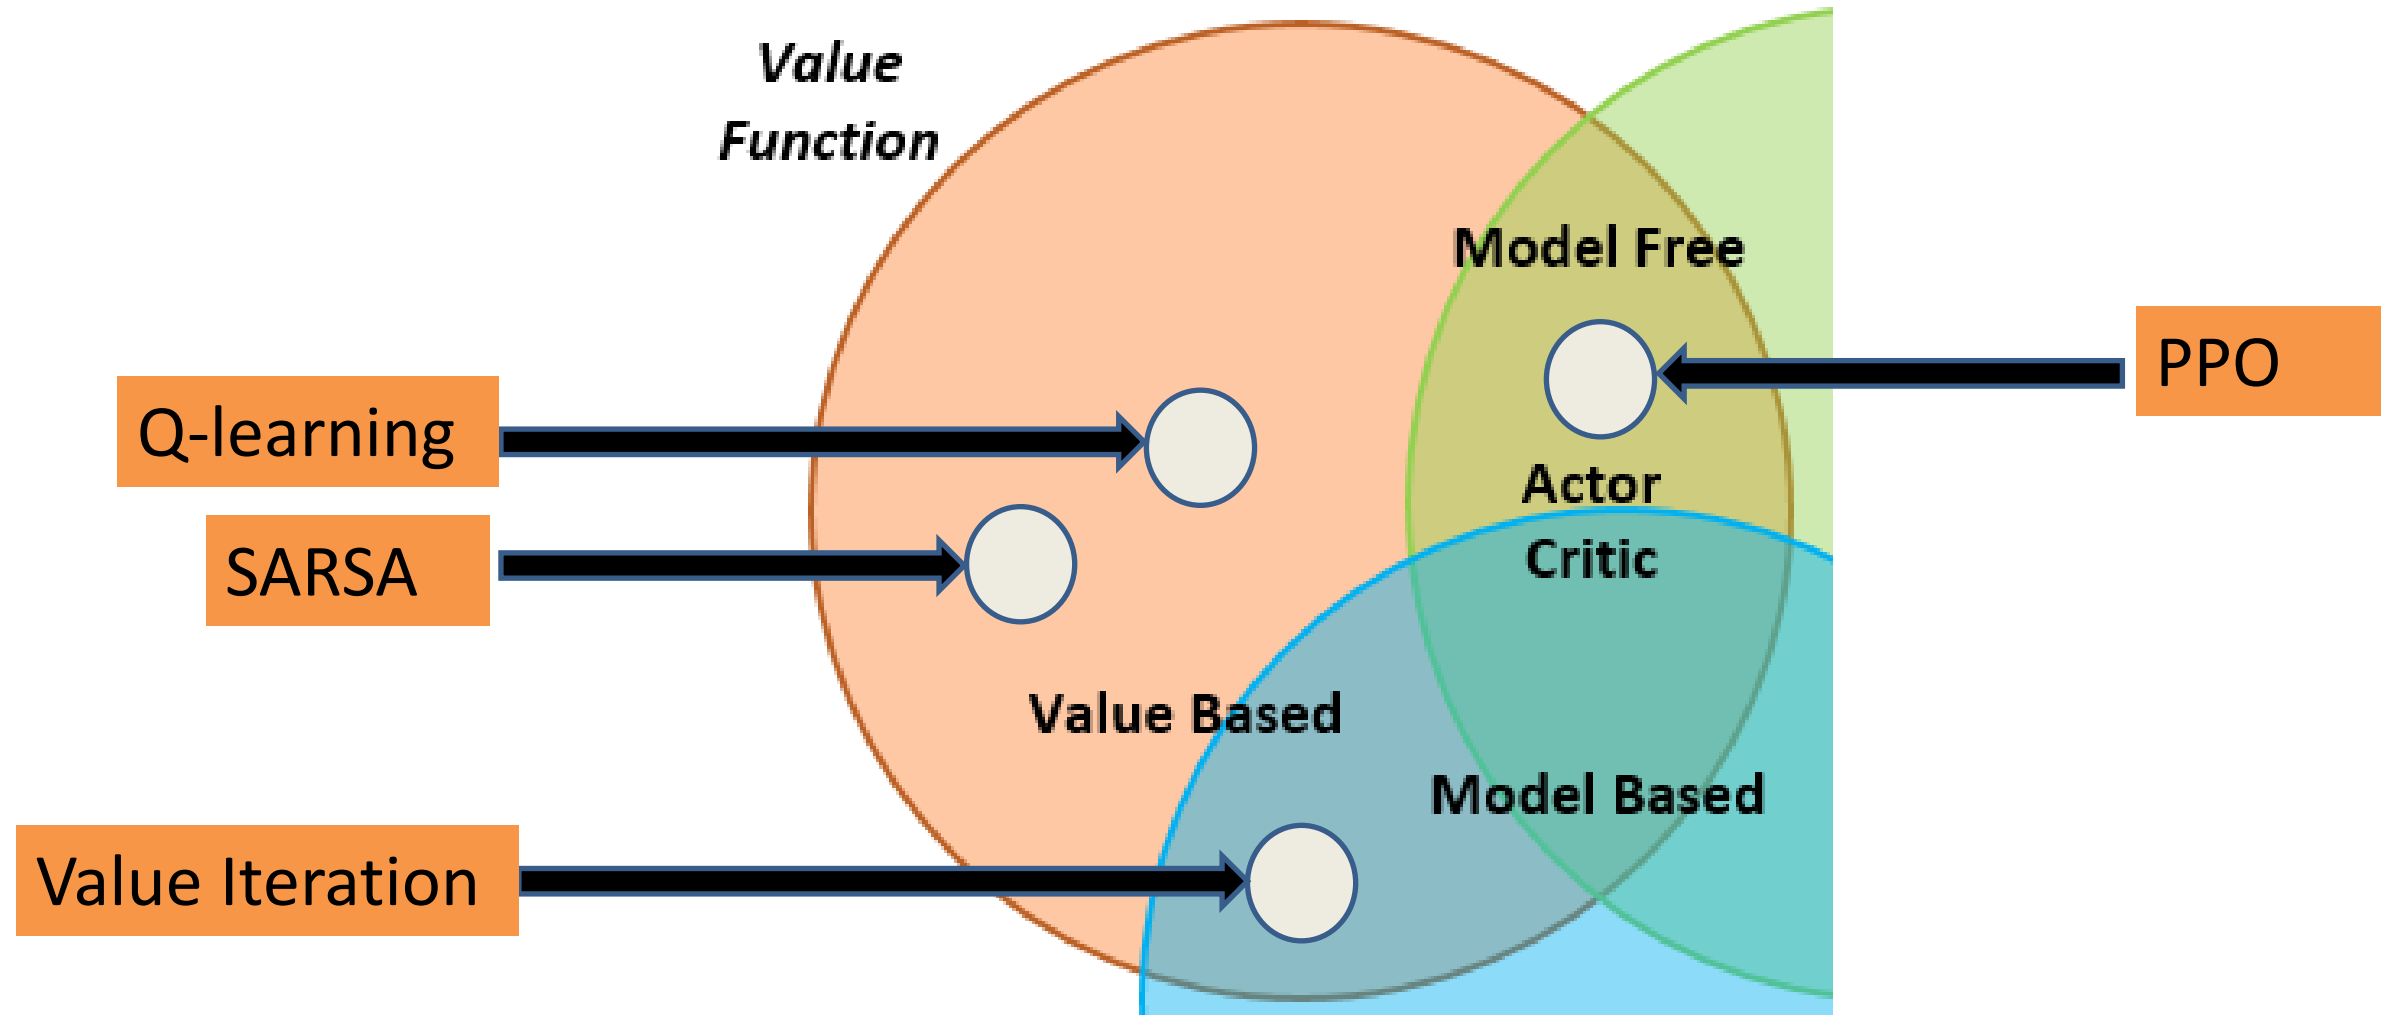 Value
Function
Model Free
PPO
Q-learning
Actor
SARSA
Critic
Value Based
Model Based
Value Iteration